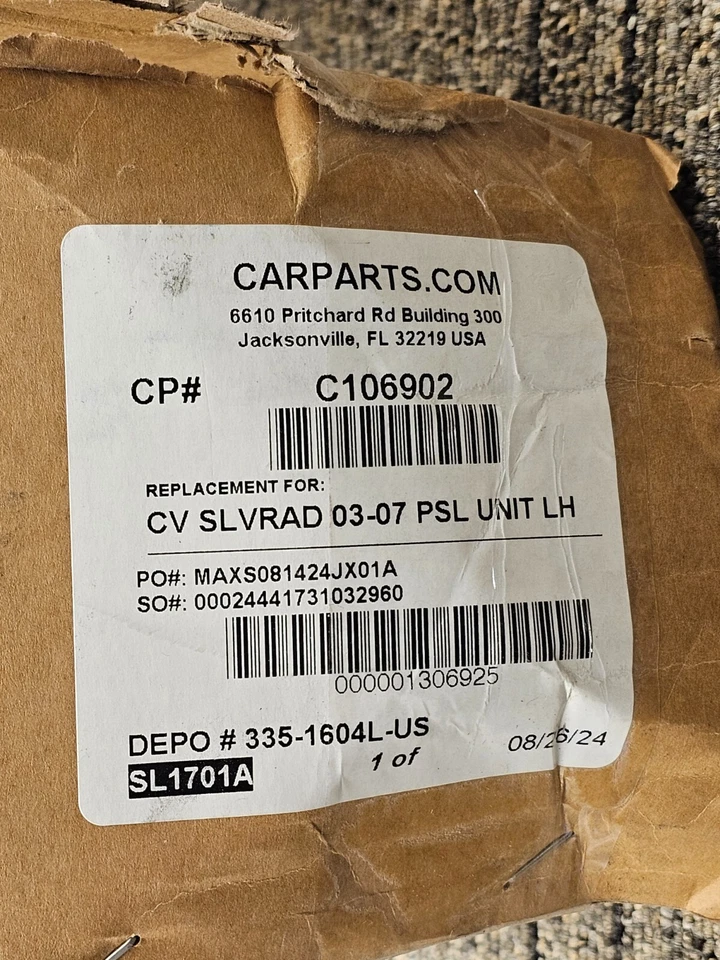 CARPARTS.COM
6610 Pritchard Rd Building 300
Jacksonville, FL 32219 USA
CP# C106902
REPLACEMENT FOR:
CV SLVRAD 03-07 PSL UNIT LH
PO#: MAXS081424JX01A
SO#: 00024441731032960
000001306925
DEPO # 335-1604L-US
1 of
08/26/24
SL1701A